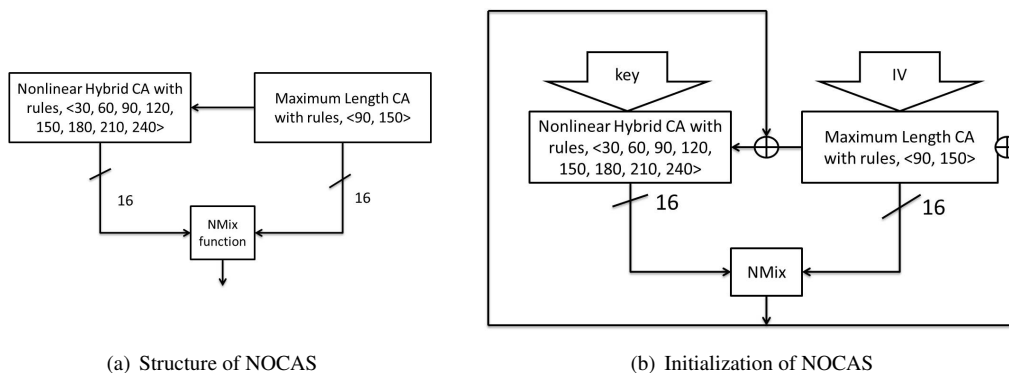 Nonlinear Hybrid CA with
rules, <30, 60, 90, 120,
150, 180, 210, 240>
Maximum Length CA
with rules, <90, 150>
16
16
NMix
function
(a) Structure of NOCAS
key
IV
Nonlinear Hybrid CA with
rules, <30, 60, 90, 120,
150, 180, 210, 240>
Maximum Length CA
with rules, <90, 150>
16
16
NMix
(b) Initialization of NOCAS